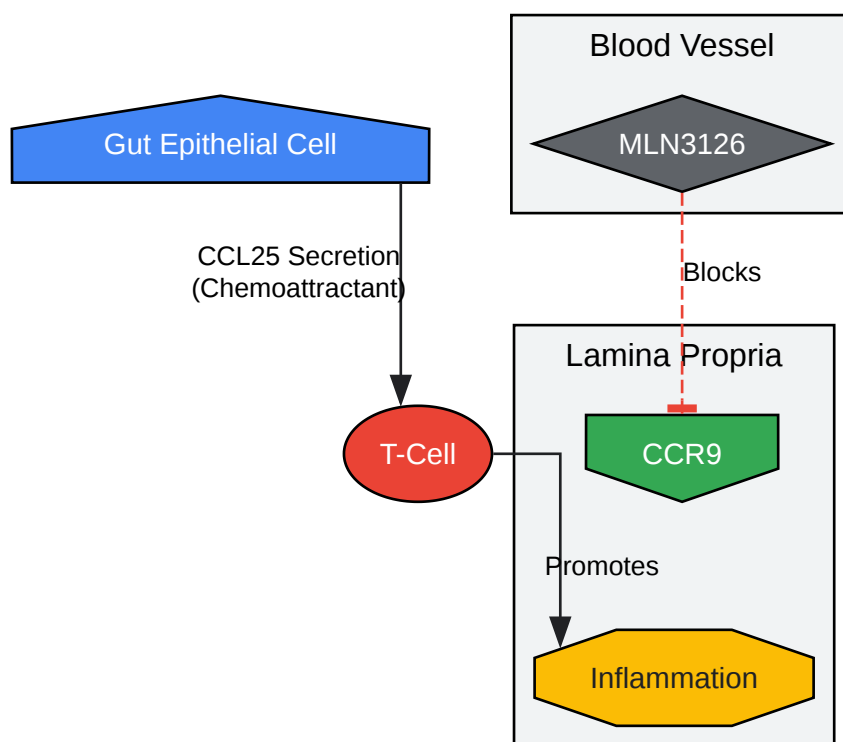 Blood Vessel
Gut Epithelial Cell
MLN3126
CCL25 Secretion
(Chemoattractant)
Blocks
Lamina Propria
T-Cell
CCR9
Promotes
Inflammation